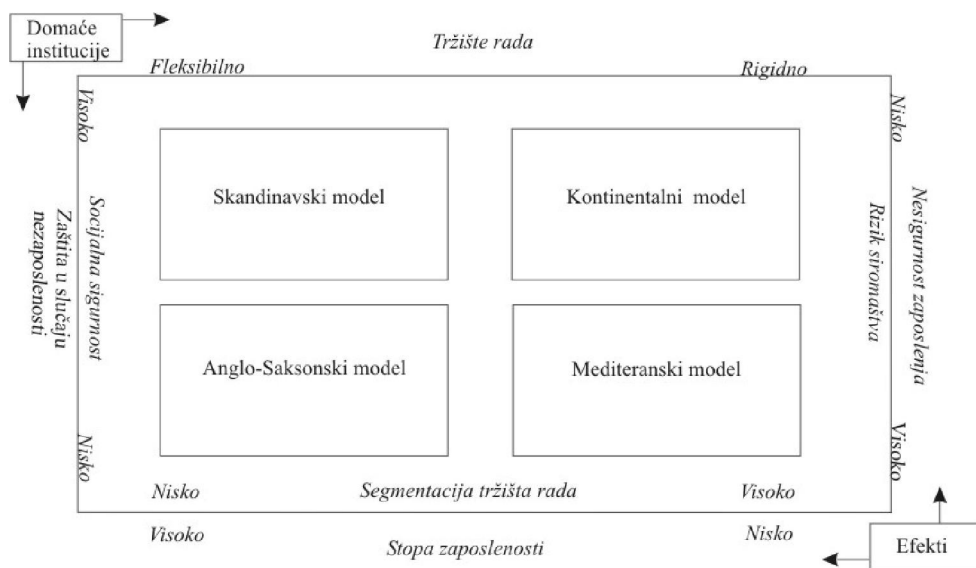 Domaće
institucije
Tržište rada
Fleksibilno
Rigidno
Visoko
Nisko
Skandinavski model
Kontinentalni model
Socijalna sigurnost
Zaštita u slučaju
nezaposlenosti
Rizik siromaštva
Nesigurnost zaposlenja
Anglo-Saksonski model
Mediteranski model
Nisko
Visoko
Nisko
Segmentacija tržišta rada
Visoko
Visoko
Stopa zaposlenosti
Nisko
Efekti